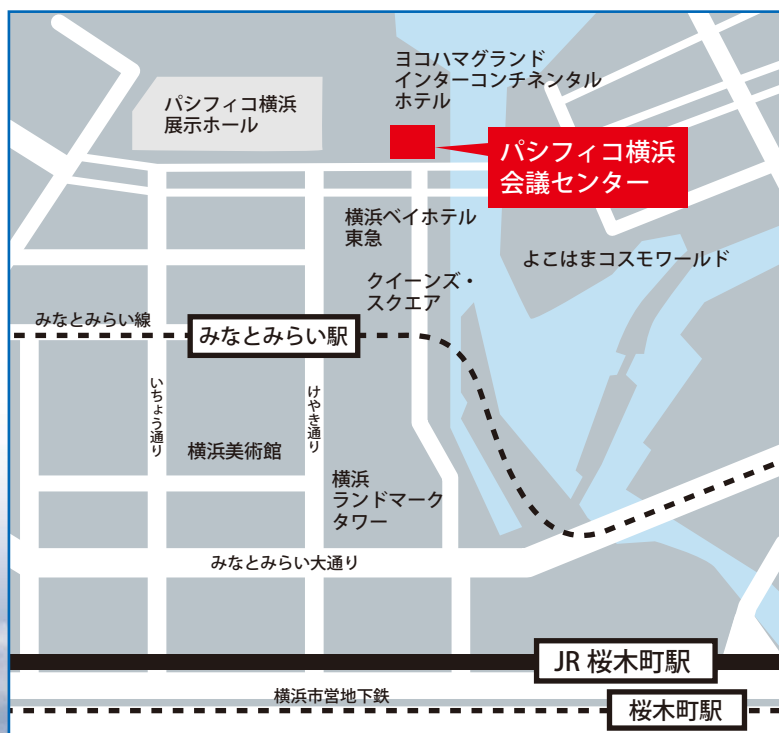 ヨコハマグランド
インターコンチネンタル
ホテル
パシフィコ横浜
展示ホール
パシフィコ横浜
会議センター
横浜ベイホテル
東急
よこはまコスモワールド
クイーンズ・
スクエア
みなとみらい線
みなとみらい駅
いちょう通り
けやき通り
横浜美術館
横浜
ランドマーク
タワー
みなとみらい大通り
JR 桜木町駅
横浜市営地下鉄
桜木町駅